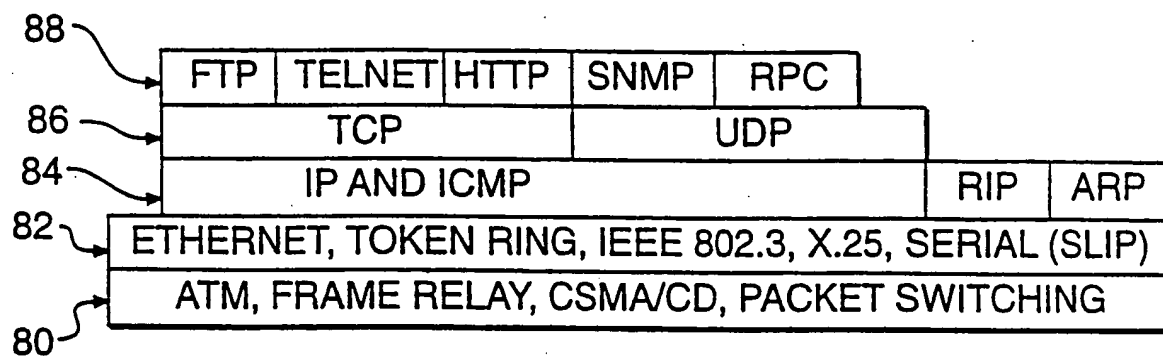 88 FTP TELNET HTTP SNMP RPC
86 TCP UDP
84 IP AND ICMP RIP ARP
82 ETHERNET, TOKEN RING, IEEE 802.3, X.25, SERIAL (SLIP)
80 ATM, FRAME RELAY, CSMA/CD, PACKET SWITCHING